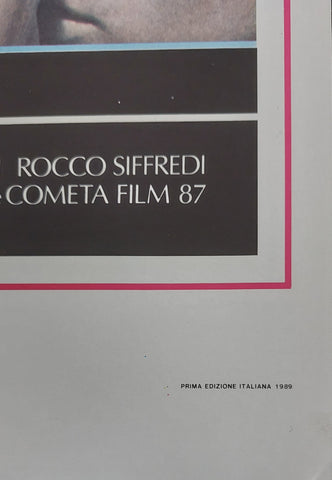 ROCCO SIFFREDI
COMETA FILM 87
PRIMA EDIZIONE ITALIANA 1989